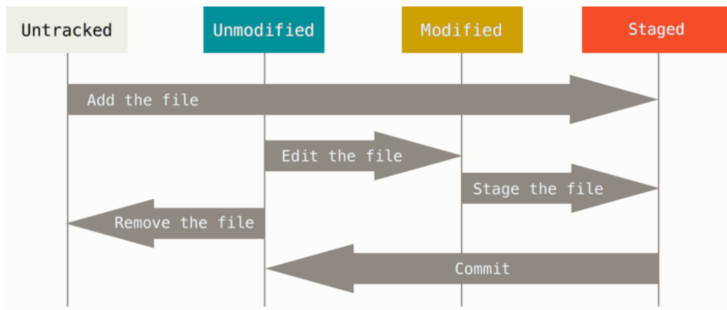 Untracked
Unmodified
Modified
Staged
Add the file
Edit the file
Stage the file
Remove the file
Commit